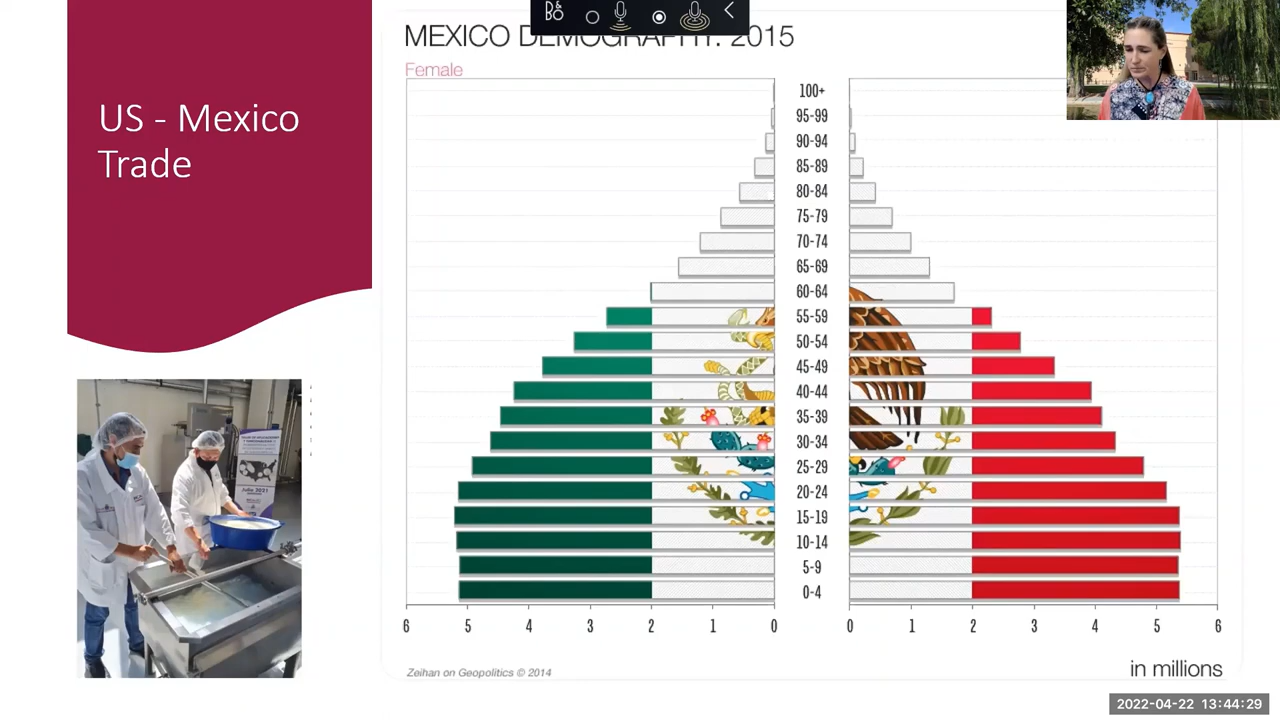 B&BO
MEXICO DEMOGRAPHY: 2015
Female
US - Mexico
Trade
100+
95-99
90-94
85-89
80-84
75-79
70-74
65-69
60-64
55-59
50-54
45-49
40-44
35-39
30-34
25-29
20-24
15-19
10-14
5-9
0-4
6 5 4 3 2 1 0 0 1 2 3 4 5 6
Julio 2021
Zeihan on Geopolitics © 2014
in millions
2022-04-22 13:44:29